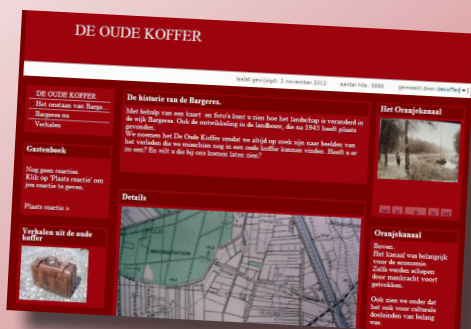 DE OUDE KOFFER
laatst gewijzigd: 2 november 2012 aantal hits: 5886 gemaakt door: dekoffer[+]
DE OUDE KOFFER
Het ontstaan van Barge...
Bargeres nu
Verhalen
Gastenboek
Nog geen reacties.
Klik op 'Plaats reactie' om
jou reactie te geven.
Plaats reactie »
Verhalen uit de oude
koffer
De historie van de Bargeres.
Met behulp van een kaart en foto's kunt u zien hoe het landschap is veranderd in
de wijk Bargeres. Ook de ontwikkeling in de landbouw, die na 1945 heeft plaats
gevonden.
We noemen het De Oude Koffer omdat we altijd op zoek zijn naar beelden van
het verleden die we misschien nog in een oude koffer kunnen vinden. Heeft u er
zo een? En wilt u die bij ons komen laten zien?
Details
Het Oranjekanaal
Oranjekanaal
Boven.
Het kanaal was belangrijk
voor de economie.
Zelfs werden schepen
door mankracht voort
getrokken.
Ook zien we onder dat
het ook voor culturele
doeleinden van belang
was.